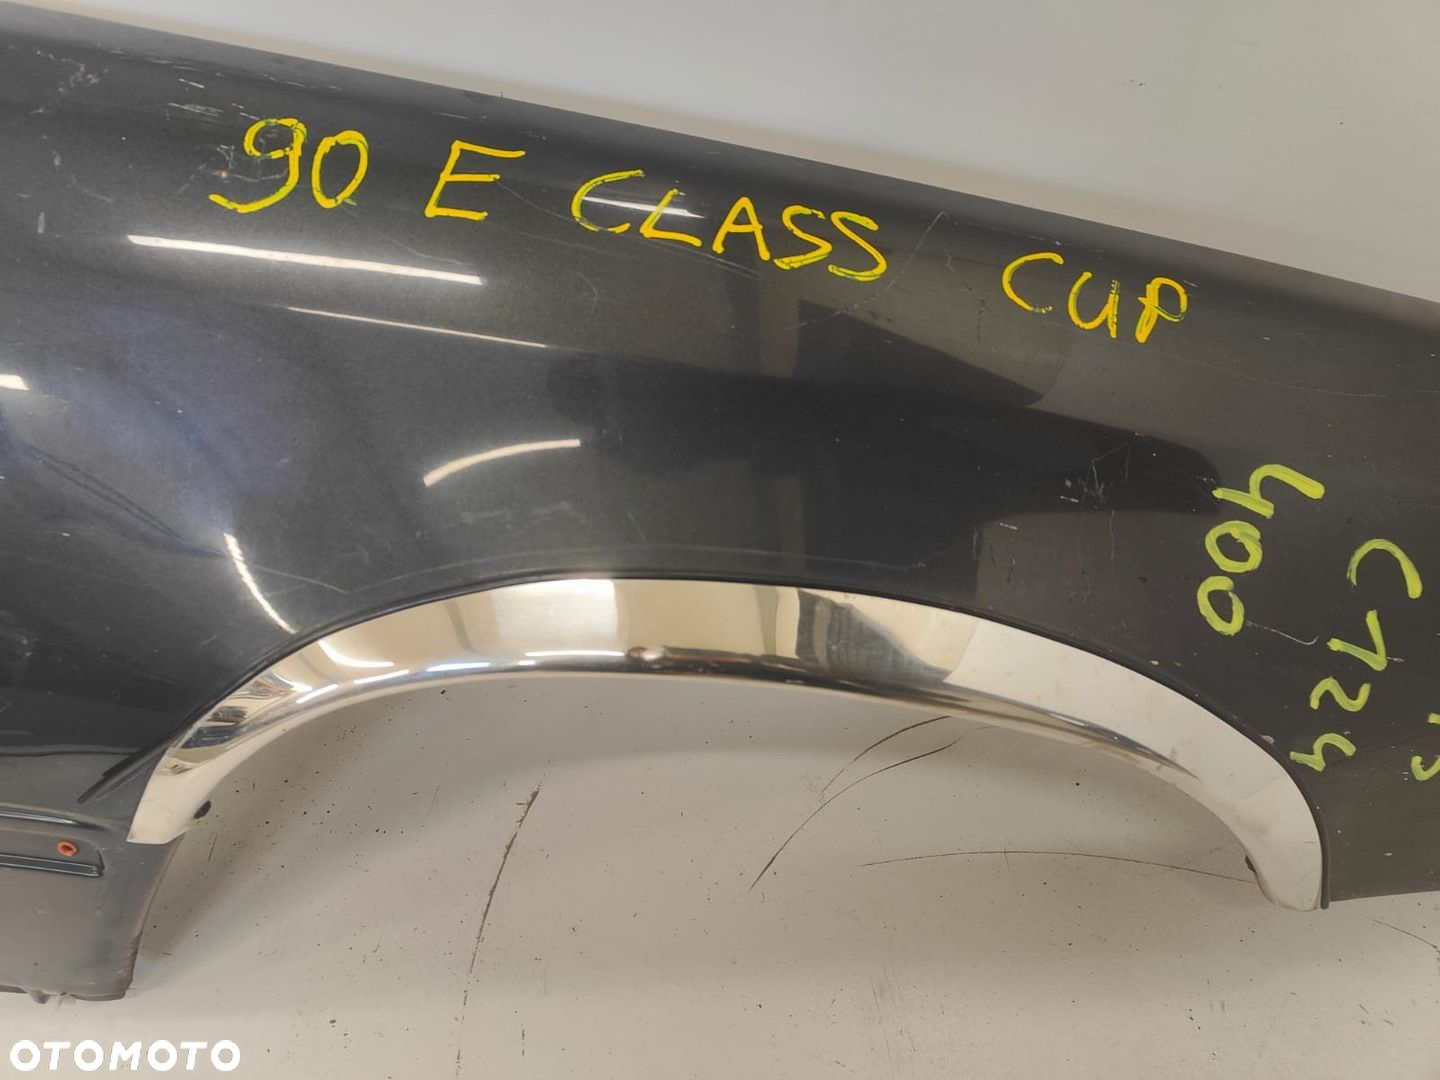 90 E CLASS CUP
400
C124
OTOMOTO